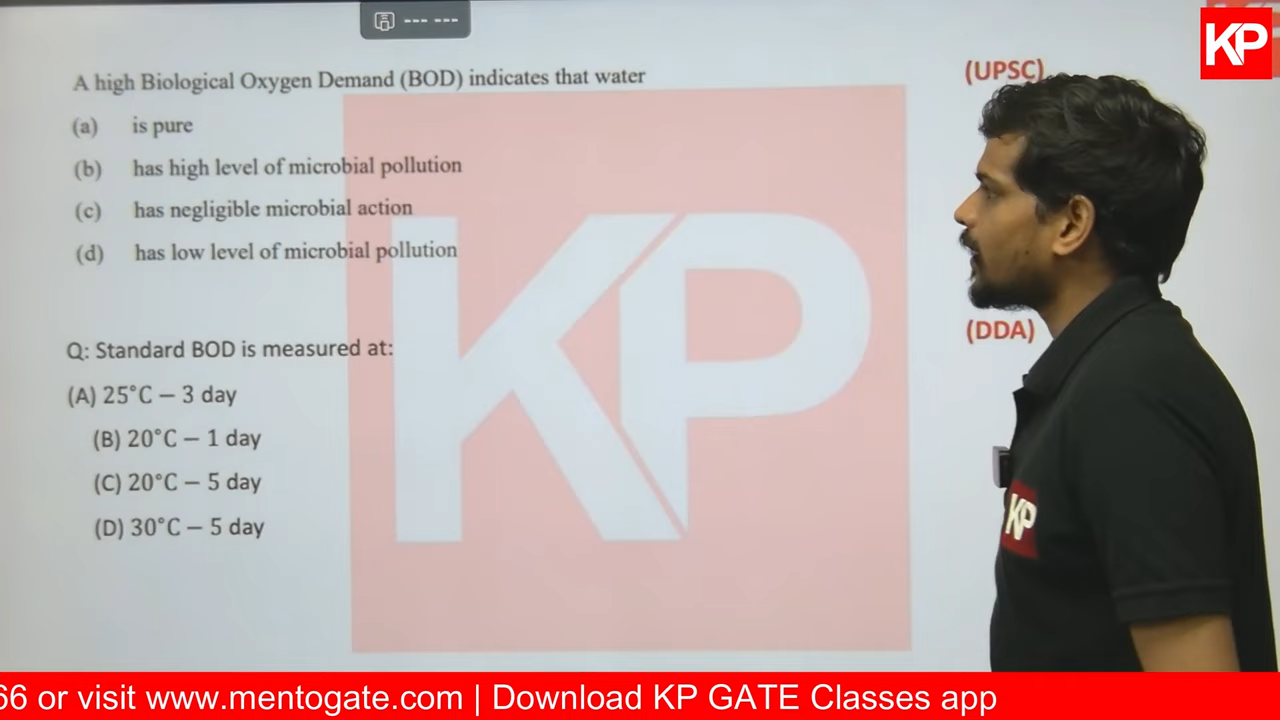 KP
--- ---
A high Biological Oxygen Demand (BOD) indicates that water
(UPSC)
(a) is pure
(b) has high level of microbial pollution
(c) has negligible microbial action
(d) has low level of microbial pollution
KP
(DDA)
Q: Standard BOD is measured at:
(A) 25°C – 3 day
(B) 20°C – 1 day
(C) 20°C – 5 day
(D) 30°C – 5 day
KP
66 or visit www.mentogate.com | Download KP GATE Classes app